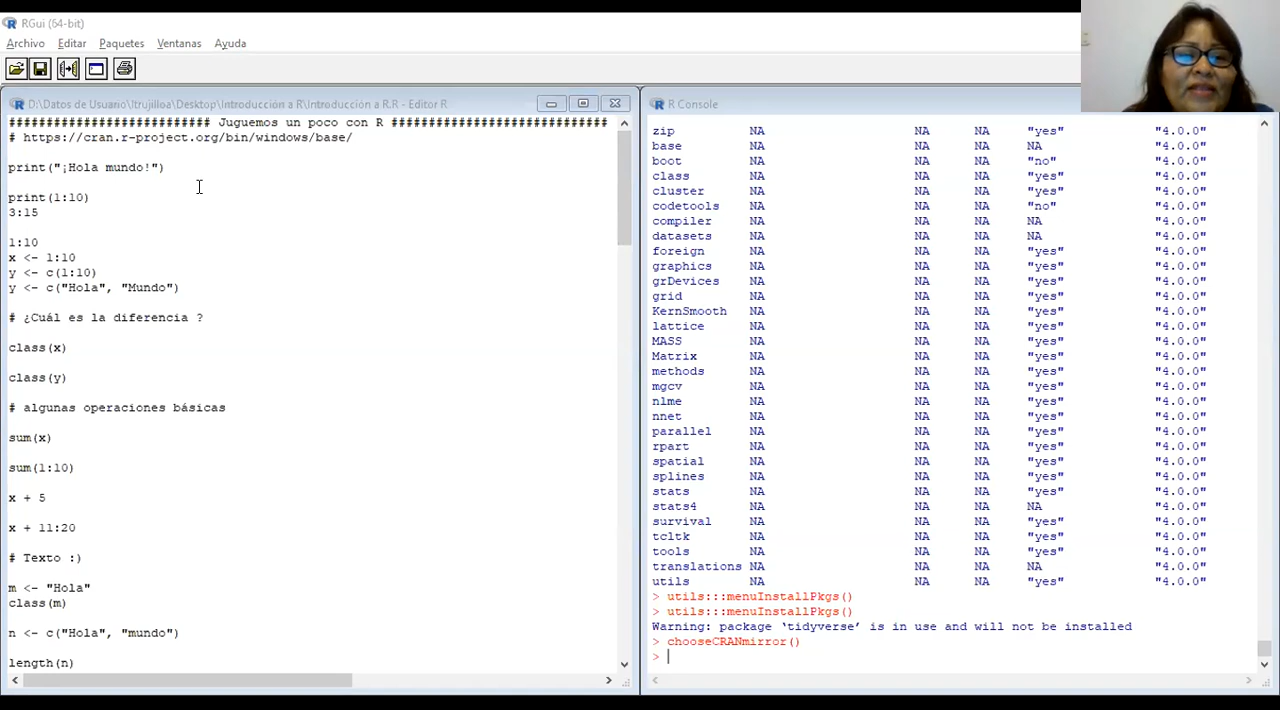 RGui (64-bit)
Archivo Editar Paquetes Ventanas Ayuda
D:\Datos de Usuario\ltrujilloa\Desktop\Introducción a R\Introducción a R.R - Editor R
########################### Juguemos un poco con R #############################
# https://cran.r-project.org/bin/windows/base/
print("¡Hola mundo!")
print(1:10)
3:15
1:10
x <- 1:10
y <- c(1:10)
y <- c("Hola", "Mundo")
# ¿Cuál es la diferencia ?
class(x)
class(y)
# algunas operaciones básicas
sum(x)
sum(1:10)
x + 5
x + 11:20
# Texto :)
m <- "Hola"
class(m)
n <- c("Hola", "mundo")
length(n)
R Console
zip NA NA NA "yes" "4.0.0"
base NA NA NA NA "4.0.0"
boot NA NA NA "no" "4.0.0"
class NA NA NA "yes" "4.0.0"
cluster NA NA NA "yes" "4.0.0"
codetools NA NA NA "no" "4.0.0"
compiler NA NA NA NA "4.0.0"
datasets NA NA NA NA "4.0.0"
foreign NA NA NA "yes" "4.0.0"
graphics NA NA NA "yes" "4.0.0"
grDevices NA NA NA "yes" "4.0.0"
grid NA NA NA "yes" "4.0.0"
KernSmooth NA NA NA "yes" "4.0.0"
lattice NA NA NA "yes" "4.0.0"
MASS NA NA NA "yes" "4.0.0"
Matrix NA NA NA "yes" "4.0.0"
methods NA NA NA "yes" "4.0.0"
mgcv NA NA NA "yes" "4.0.0"
nlme NA NA NA "yes" "4.0.0"
nnet NA NA NA "yes" "4.0.0"
parallel NA NA NA "yes" "4.0.0"
rpart NA NA NA "yes" "4.0.0"
spatial NA NA NA "yes" "4.0.0"
splines NA NA NA "yes" "4.0.0"
stats NA NA NA "yes" "4.0.0"
stats4 NA NA NA NA "4.0.0"
survival NA NA NA "yes" "4.0.0"
tcltk NA NA NA "yes" "4.0.0"
tools NA NA NA "yes" "4.0.0"
translations NA NA NA NA "4.0.0"
utils NA NA NA "yes" "4.0.0"
> utils:::menuInstallPkgs()
> utils:::menuInstallPkgs()
Warning: package ‘tidyverse’ is in use and will not be installed
> chooseCRANmirror()
>